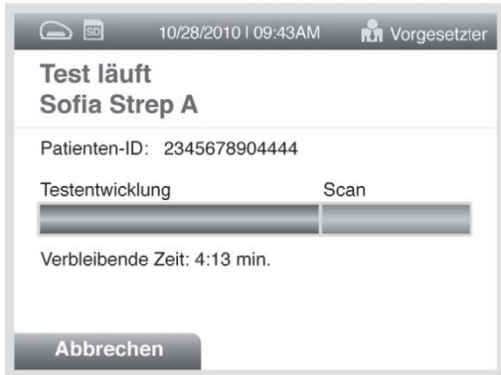 SD 10/28/2010 | 09:43AM Vorgesetzter
Test läuft
Sofia Strep A
Patienten-ID: 2345678904444
Testentwicklung Scan
Verbleibende Zeit: 4:13 min.
Abbrechen